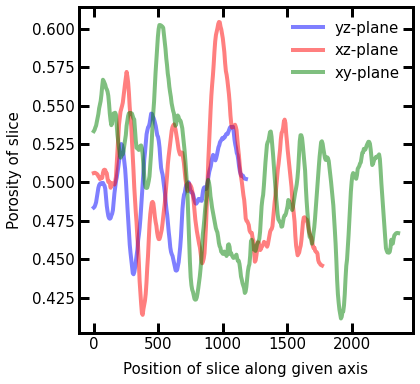 yz-plane
xz-plane
xy-plane
0.600
0.575
0.550
0.525
0.500
0.475
0.450
0.425
Porosity of slice
0 500 1000 1500 2000
Position of slice along given axis